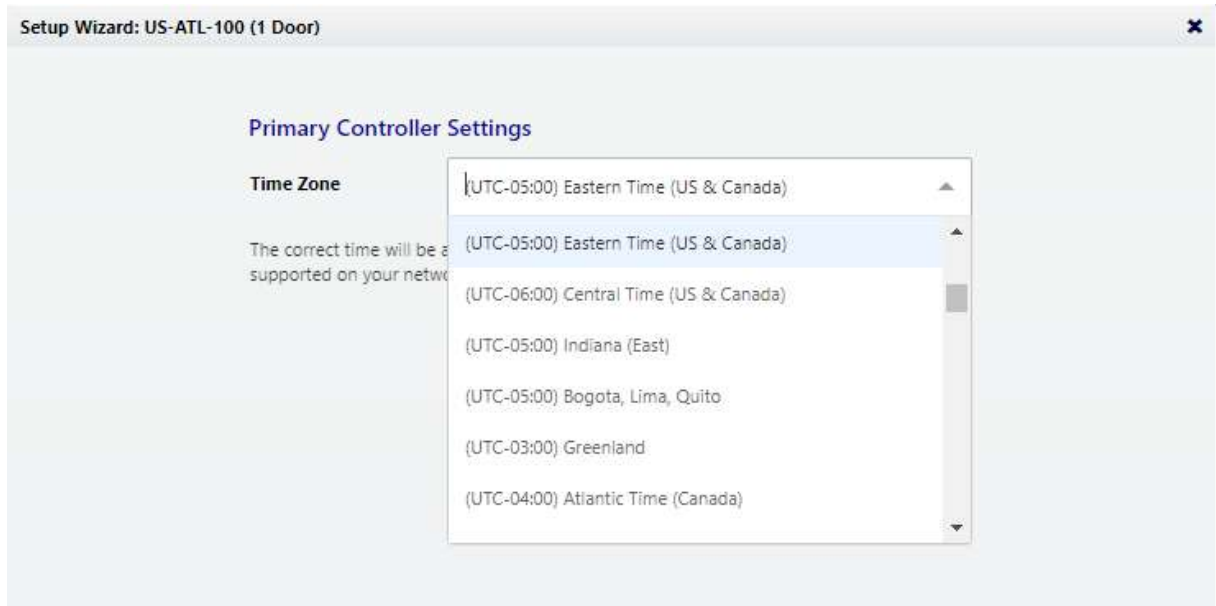 Setup Wizard: US-ATL-100 (1 Door)
Primary Controller Settings
Time Zone
(UTC-05:00) Eastern Time (US & Canada)
The correct time will be a
supported on your netwo
(UTC-05:00) Eastern Time (US & Canada)
(UTC-06:00) Central Time (US & Canada)
(UTC-05:00) Indiana (East)
(UTC-05:00) Bogota, Lima, Quito
(UTC-03:00) Greenland
(UTC-04:00) Atlantic Time (Canada)